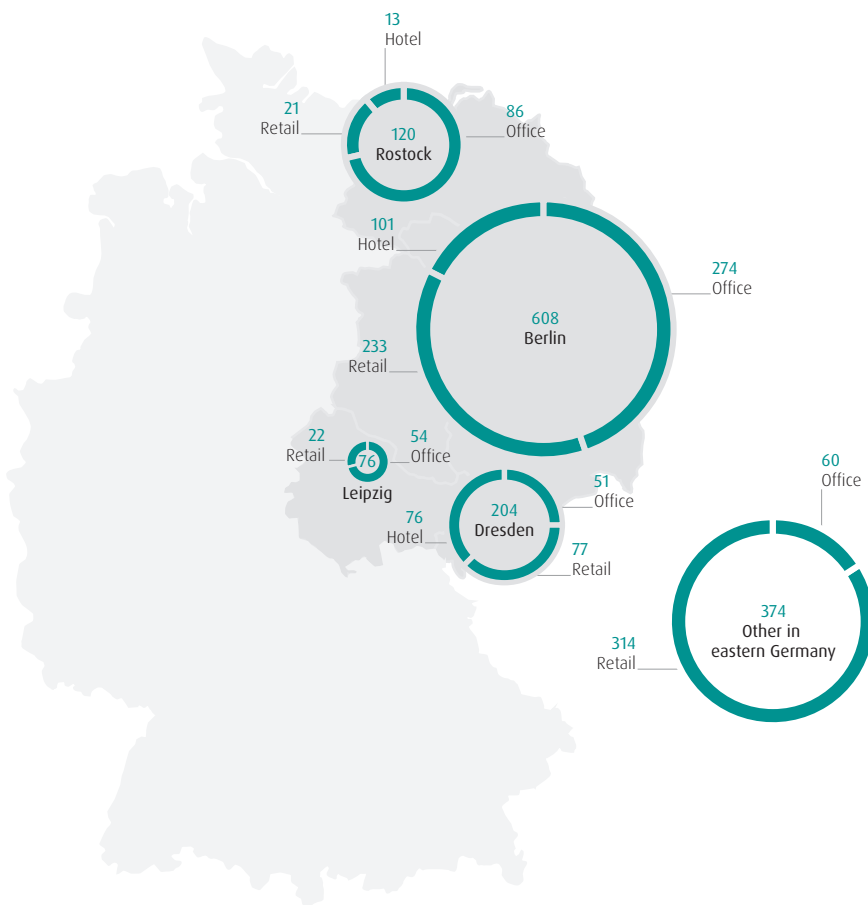 13
Hotel
21
Retail
86
Office
120
Rostock
101
Hotel
274
Office
608
Berlin
233
Retail
22
Retail
54
Office
76
Leipzig
60
Office
51
Office
204
Dresden
76
Hotel
77
Retail
374
Other in
eastern Germany
314
Retail